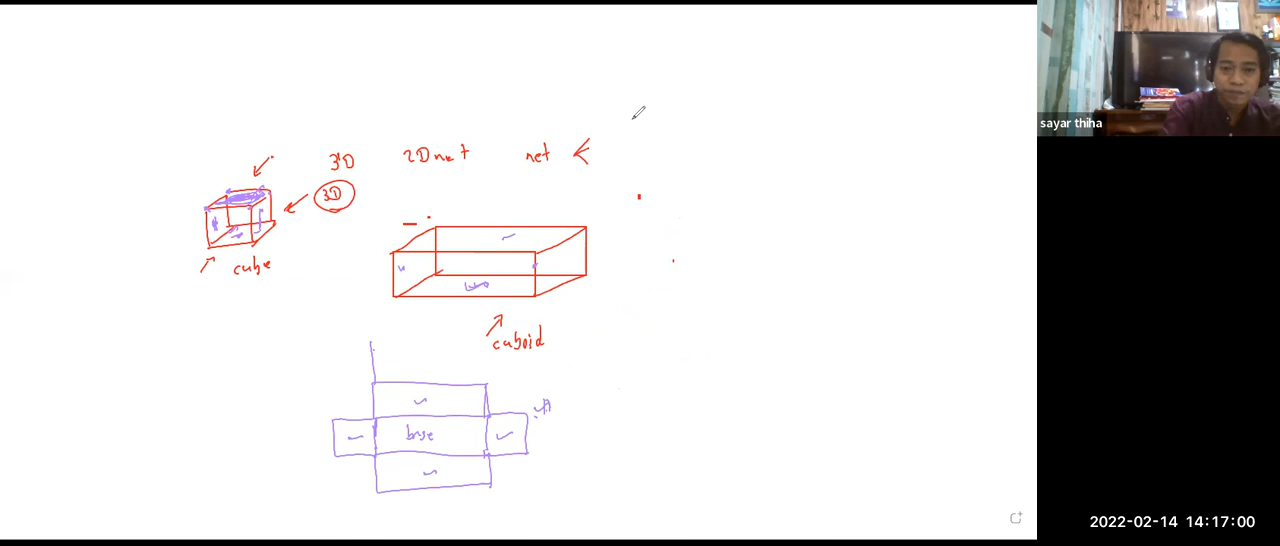 sayar thiha
3D 2D net net
3D
cube
cuboid
base
2022-02-14 14:17:00